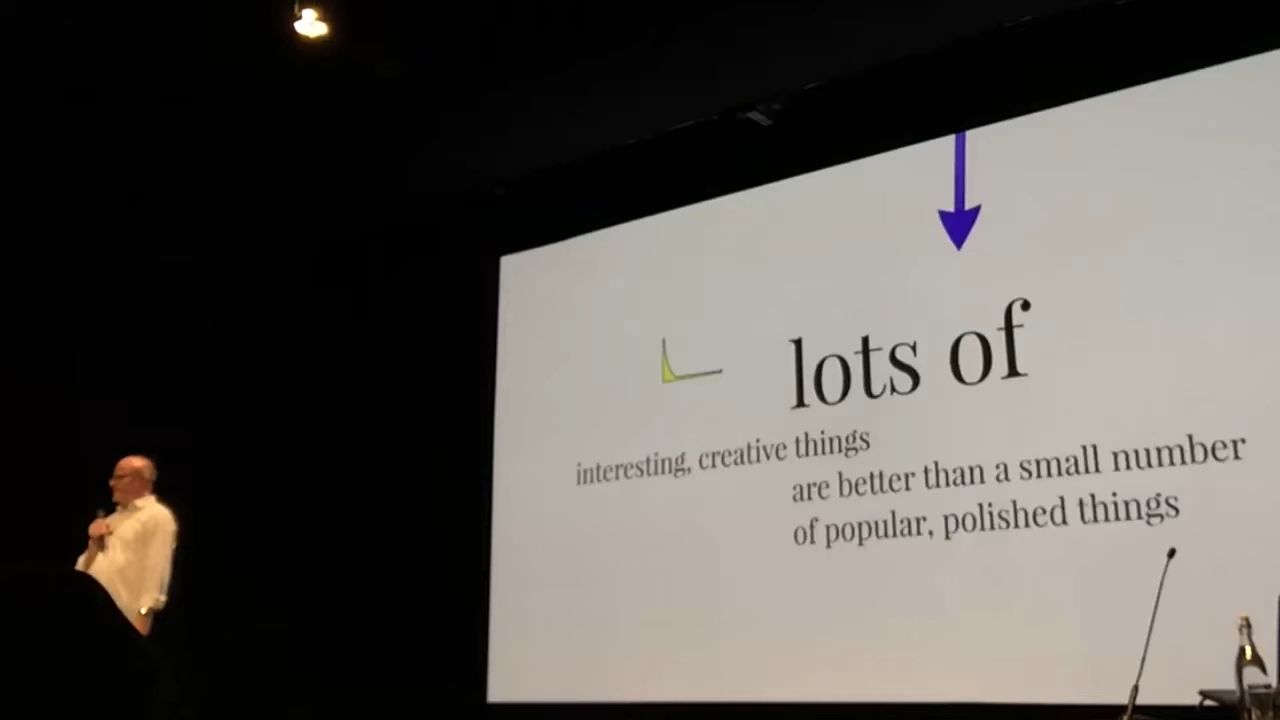 lots of
interesting, creative things
are better than a small number
of popular, polished things